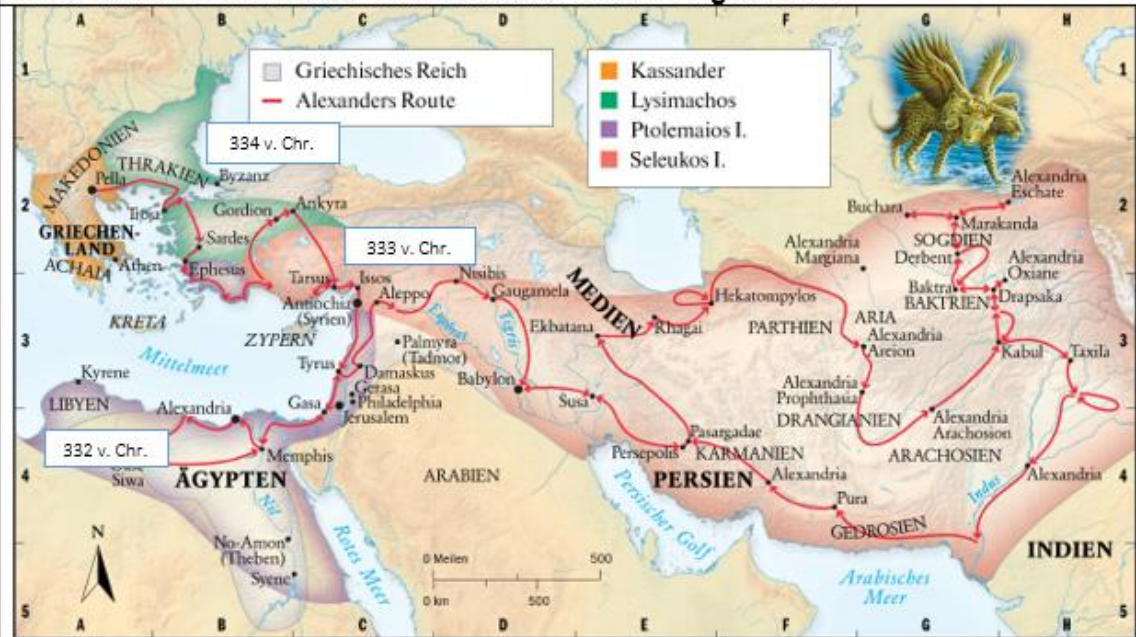 A B C D E F G H
1
1
Griechisches Reich
Alexanders Route
Kassander
Lysimachos
Ptolemaios I.
Seleukos I.
334 v. Chr.
MAKEDONIEN
THRAKIEN
Byzanz
Pella
2
2
Troja
Gordion
Ankyra
GRIECHEN-
LAND
Sardes
333 v. Chr.
ACHAIA
Athen
Ephesus
Tarsus
Issos
Nisibis
Gaugamela
Antiochia
(Syrien)
Aleppo
MEDIEN
Hekatompylos
Alexandria
Eschate
Buchara
Marakanda
SOGDIEN
Derbent
Alexandria
Margiana
Alexandria
Oxiane
Baktra
BAKTRIEN
Drapsaka
KRETA
ZYPERN
Euphrat
Tigris
Ekbatana
Rhagai
PARTHIEN
ARIA
Alexandria
Areion
3
3
Mittelmeer
Palmyra
(Tadmor)
Kabul
Taxila
Kyrene
Tyrus
Damaskus
Gerasa
Philadelphia
Jerusalem
Babylon
Susa
Alexandria
Prophthasia
DRANGIANIEN
LIBYEN
Alexandria
Gasa
Alexandria
Arachosion
332 v. Chr.
Memphis
Pasargadae
Persepolis
KARMANIEN
ARACHOSIEN
Siwa
ÄGYPTEN
ARABIEN
PERSIEN
Alexandria
Alexandria
4
4
Nil
Persischer Golf
Pura
Indus
GEDROSIEN
N
No-Amon
(Theben)
Syene
Rotes Meer
0 Meilen 500
0 km 500
Arabisches
Meer
INDIEN
5
5
A B C D E F G H